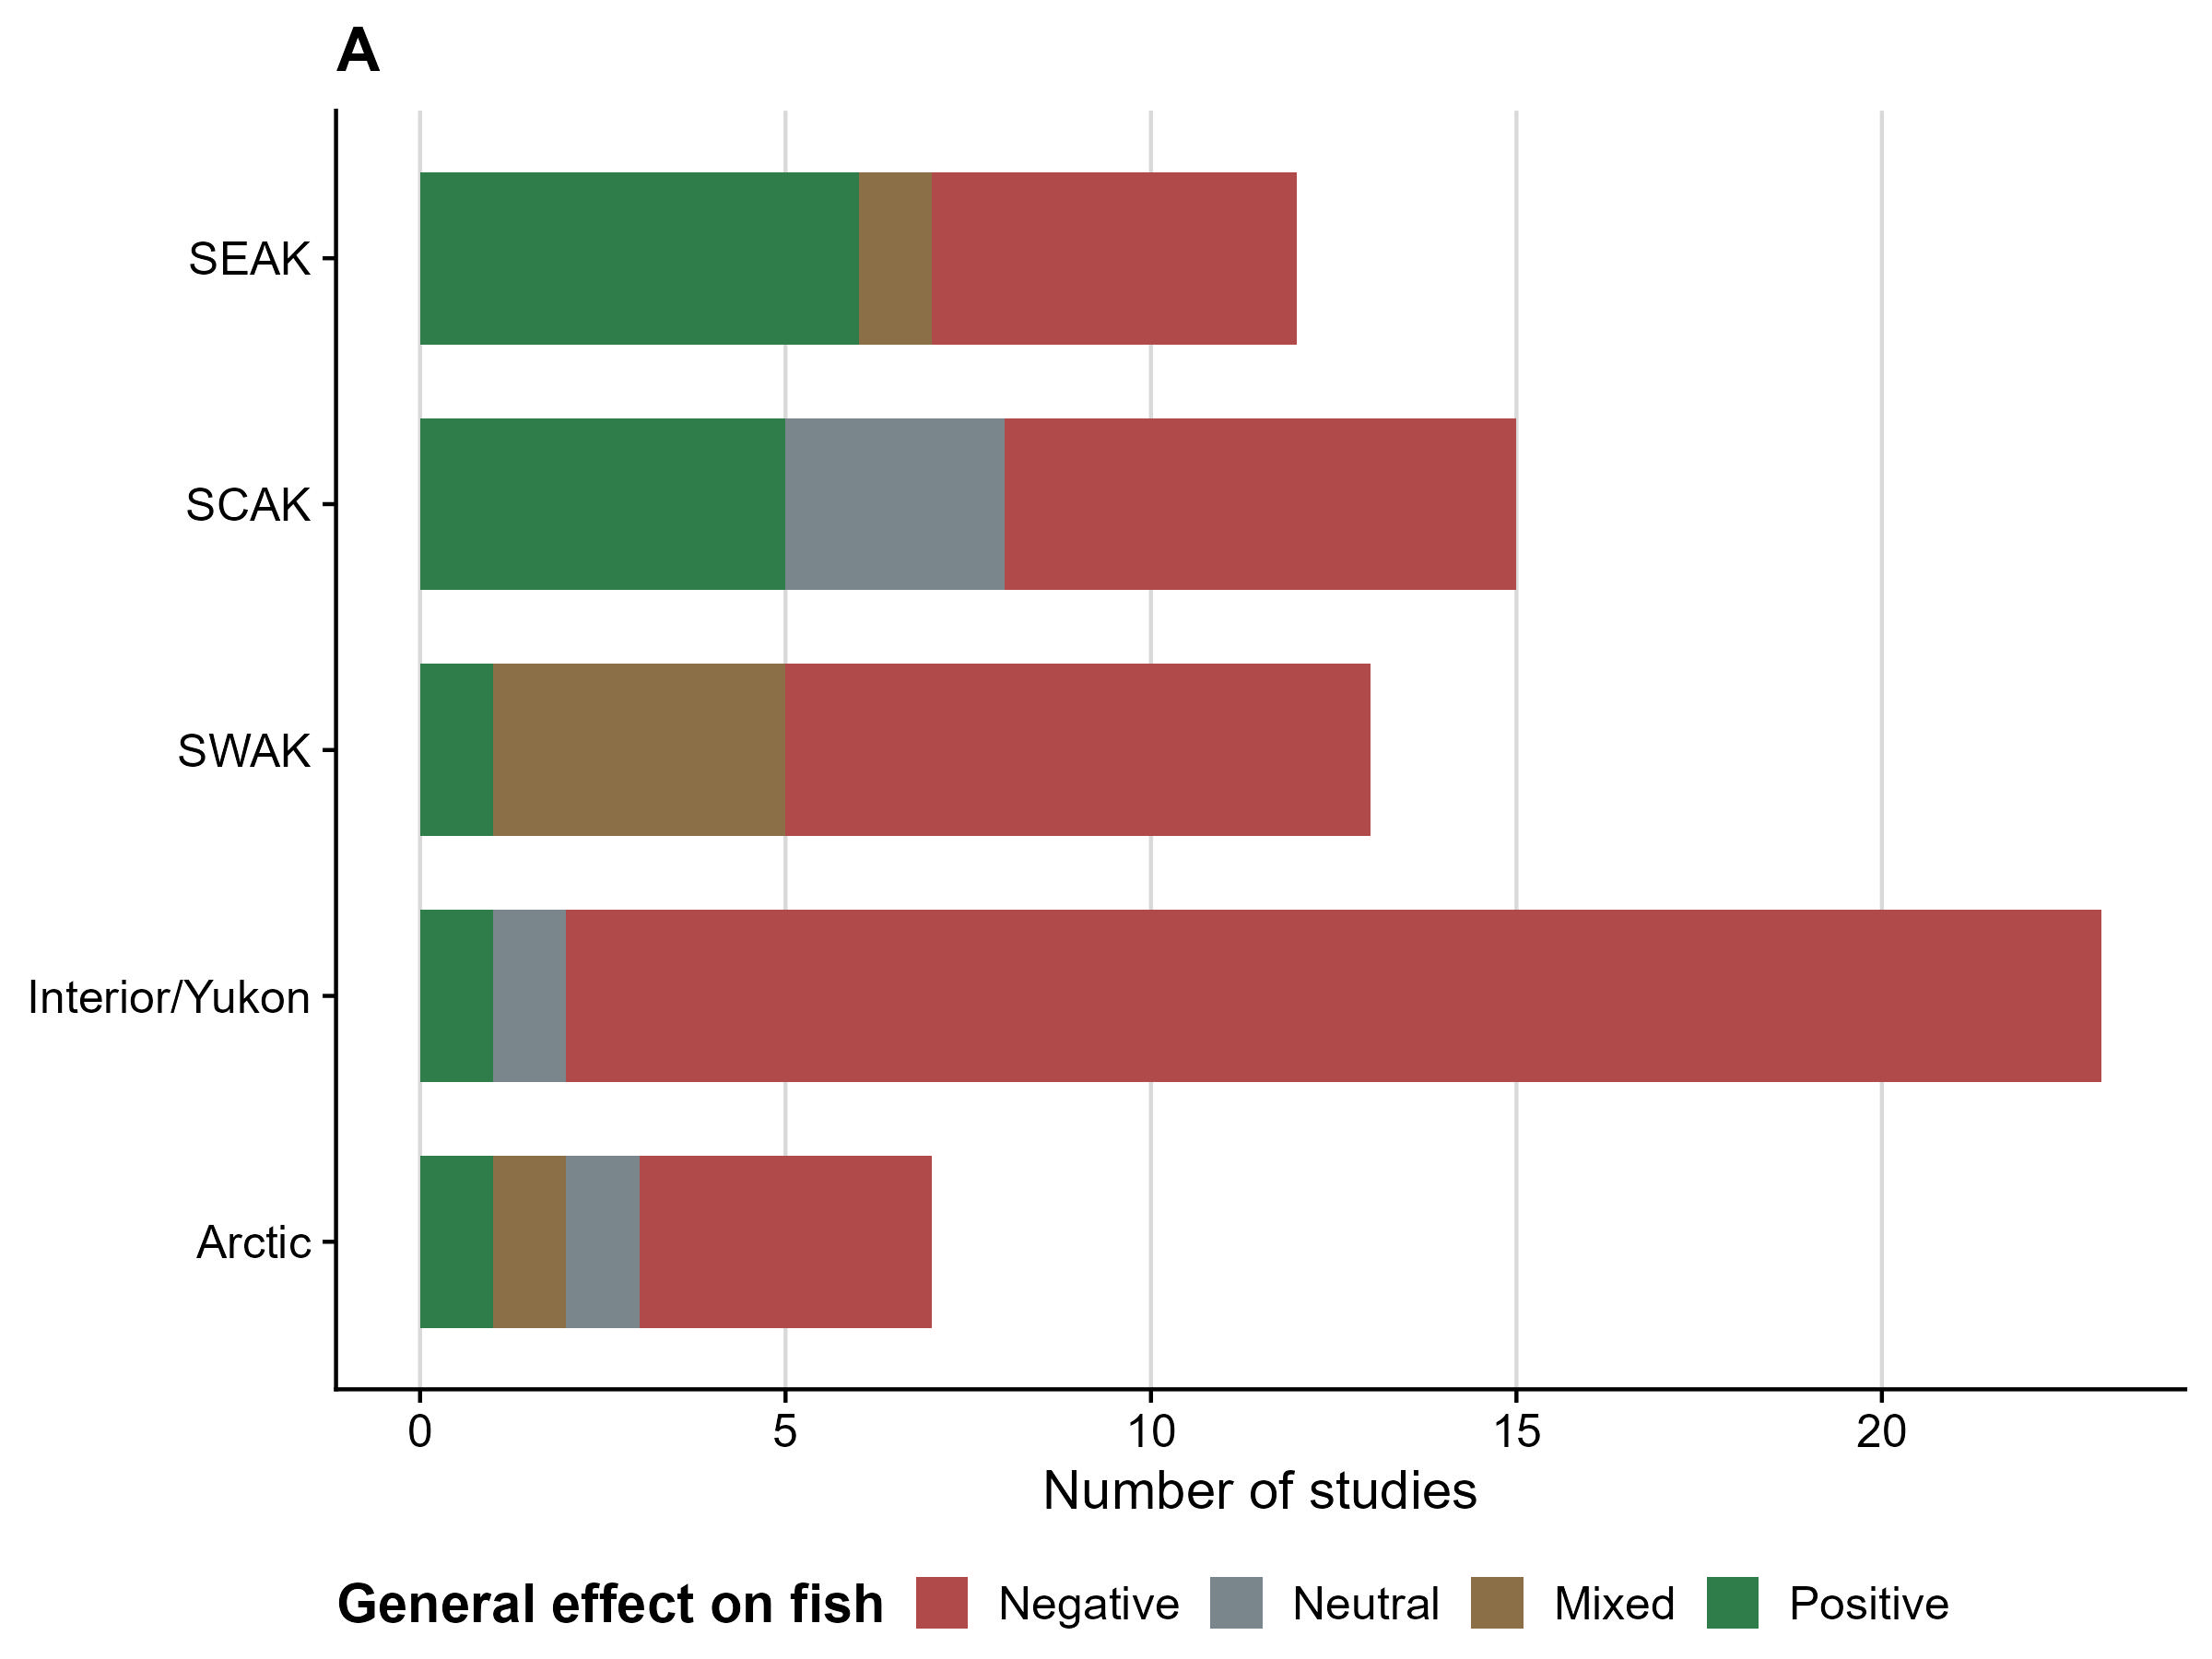 A
SEAK
SCAK
SWAK
Interior/Yukon
Arctic
0 5 10 15 20
Number of studies
General effect on fish Negative Neutral Mixed Positive